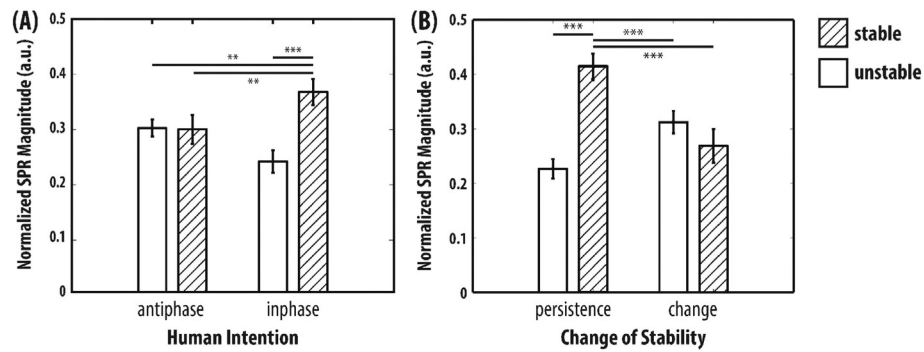 (A)
Normalized SPR Magnitude (a.u.)
0.5
0.4
0.3
0.2
0.1
0
***
**
**
antiphase
inphase
Human Intention
(B)
Normalized SPR Magnitude (a.u.)
0.5
0.4
0.3
0.2
0.1
0
***
***
***
persistence
change
Change of Stability
stable
unstable